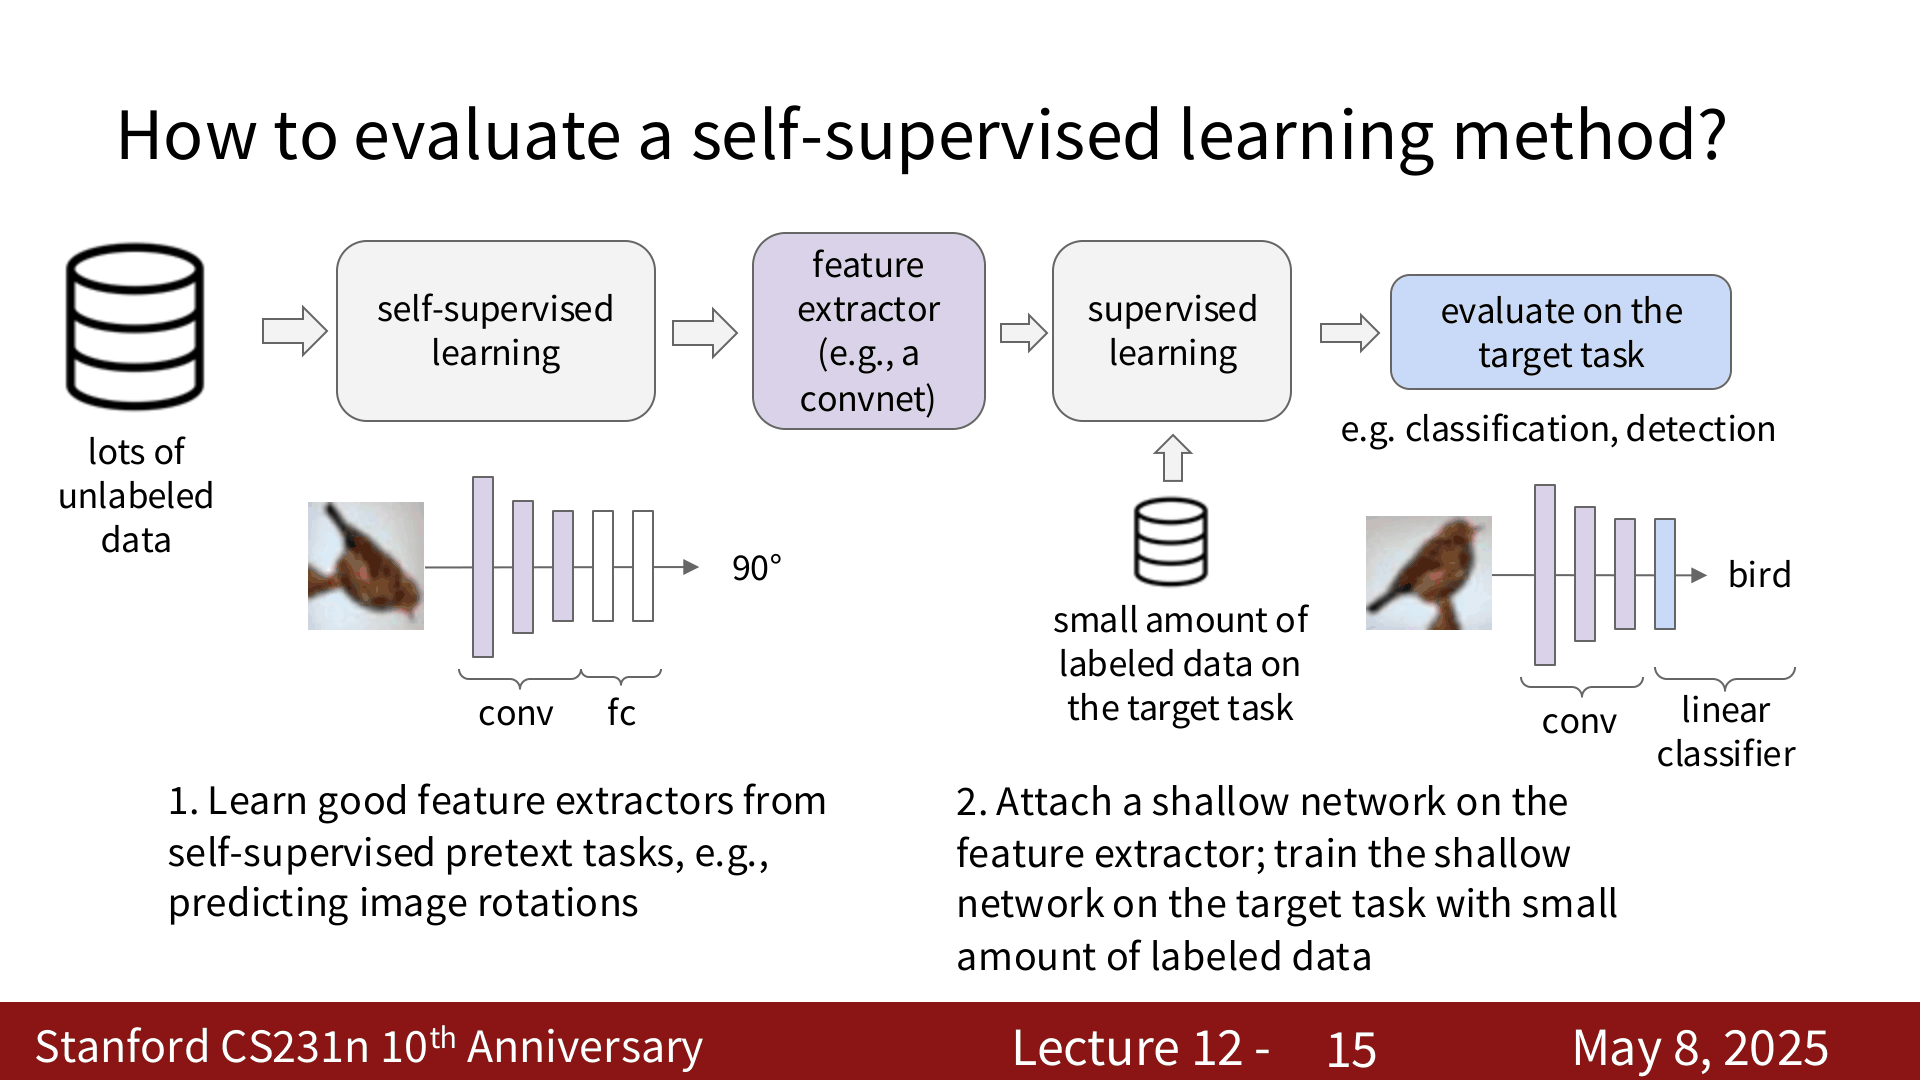 How to evaluate a self-supervised learning method?
lots of
unlabeled
data
self-supervised
learning
feature
extractor
(e.g., a
convnet)
supervised
learning
evaluate on the
target task
e.g. classification, detection
90°
conv
fc
small amount of
labeled data on
the target task
bird
conv
linear
classifier
1. Learn good feature extractors from
self-supervised pretext tasks, e.g.,
predicting image rotations
2. Attach a shallow network on the
feature extractor; train the shallow
network on the target task with small
amount of labeled data
Stanford CS231n 10th Anniversary
Lecture 12 - 15
May 8, 2025